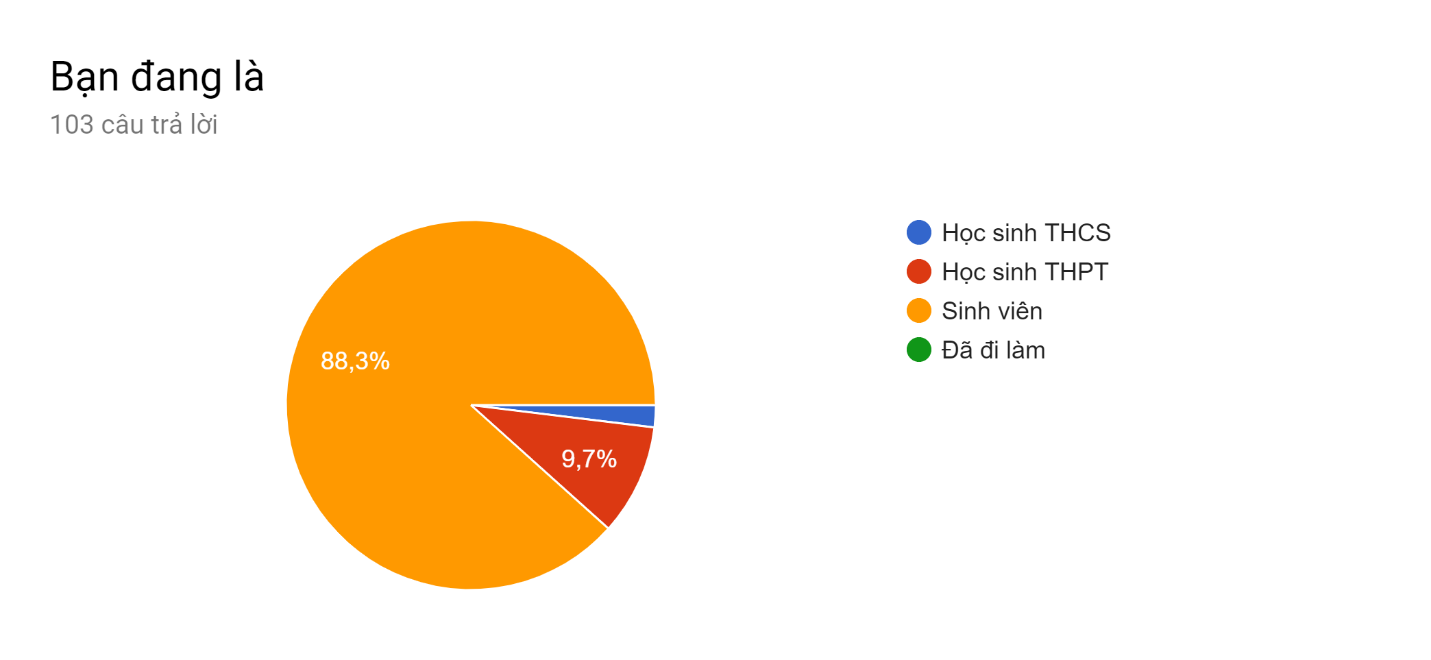 Bạn đang là
103 câu trả lời
Học sinh THCS
Học sinh THPT
Sinh viên
Đã đi làm
88,3%
9,7%